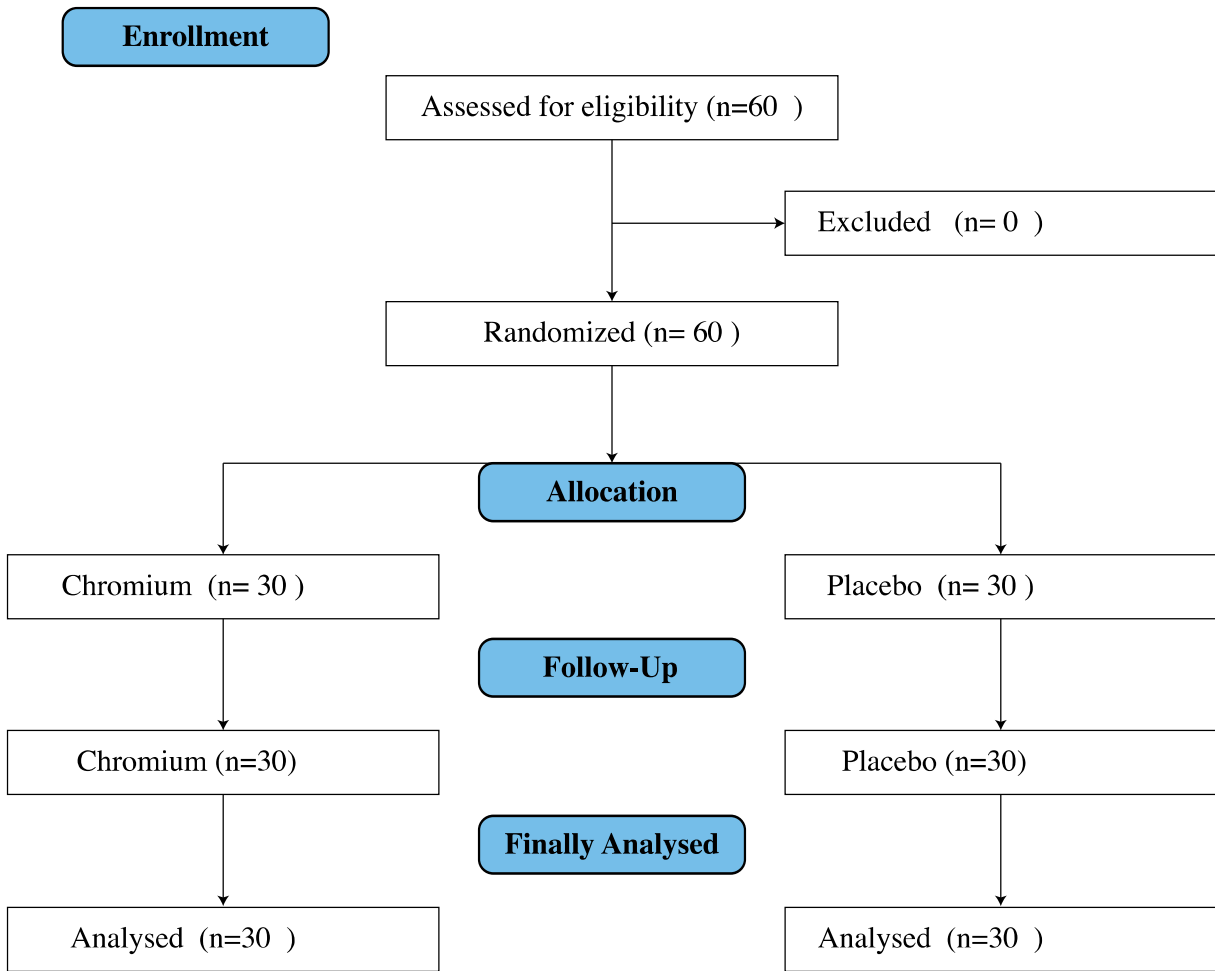 Enrollment
Assessed for eligibility (n=60  )
Excluded   (n= 0  )
Randomized (n= 60 )
Allocation
Chromium  (n= 30 )
Placebo  (n= 30 )
Follow-Up
Chromium (n=30)
Placebo (n=30)
Finally Analysed
Analysed  (n=30  )
Analysed  (n=30  )